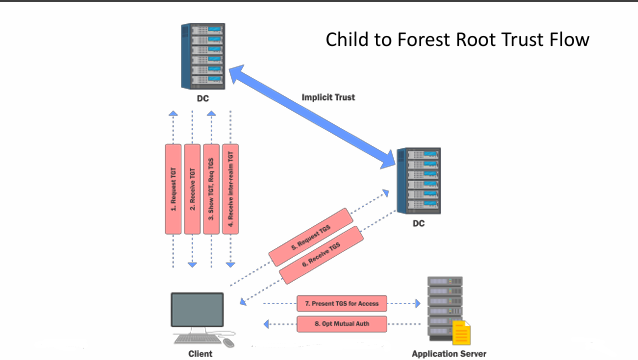 Child to Forest Root Trust Flow
DC
Implicit Trust
1. Request TGT
2. Receive TGT
3. Show TGT, Req TGS
4. Receive inter-realm TGT
DC
5. Request TGS
6. Receive TGS
7. Present TGS for Access
8. Opt Mutual Auth
Client
Application Server